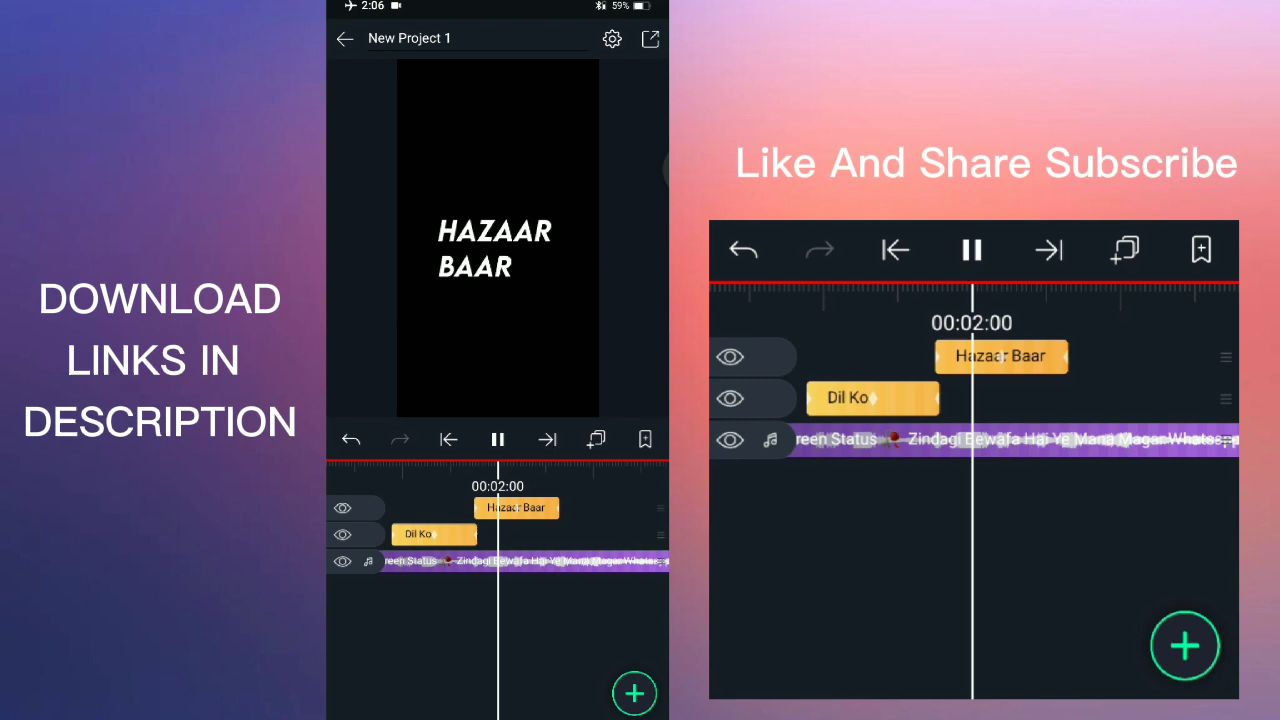 2:06
59%
New Project 1
HAZAAR
BAAR
00:02:00
Hazaar Baar
Dil Ko
reen Status 🥀 Zindagi Bewafa Hai Ye Mana Magar Whatss
DOWNLOAD
LINKS IN
DESCRIPTION
Like And Share Subscribe
00:02:00
Hazaar Baar
Dil Ko
reen Status 🥀 Zindagi Bewafa Hai Ye Mana Magar